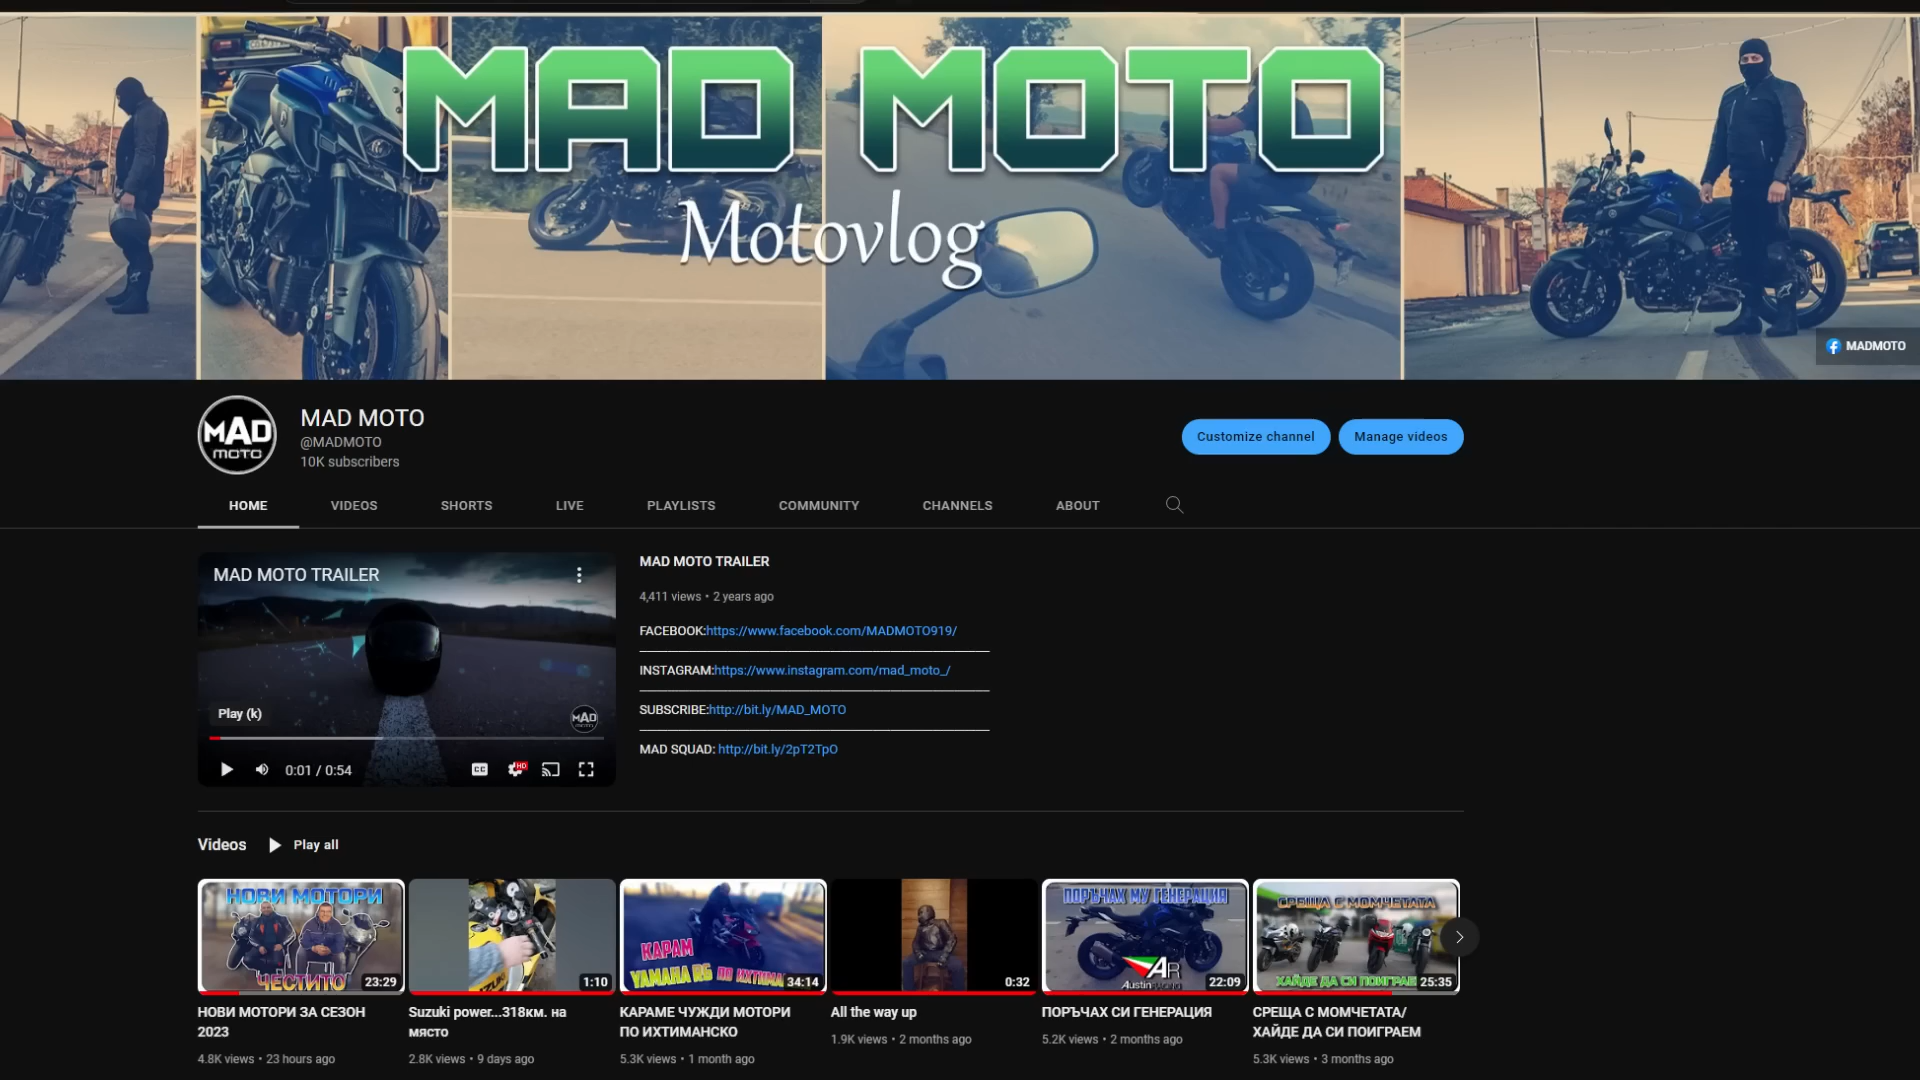 MAD MOTO
Motovlog
MADMOTO
MAD
MOTO
MAD MOTO
@MADMOTO
10K subscribers
Customize channel
Manage videos
HOME
VIDEOS
SHORTS
LIVE
PLAYLISTS
COMMUNITY
CHANNELS
ABOUT
MAD MOTO TRAILER
Play (k)
MAD
0:01 / 0:54
CC
HD
MAD MOTO TRAILER
4,411 views • 2 years ago
FACEBOOK:https://www.facebook.com/MADMOTO919/
INSTAGRAM:https://www.instagram.com/mad_moto_/
SUBSCRIBE:http://bit.ly/MAD_MOTO
MAD SQUAD: http://bit.ly/2pT2TpO
Videos
Play all
НОВИ МОТОРИ
ЧЕСТИТО
23:29
НОВИ МОТОРИ ЗА СЕЗОН
2023
4.8K views • 23 hours ago
1:10
Suzuki power...318км. на
място
2.8K views • 9 days ago
КАРАМ
YAMAHA R6 ПО ИХТИМАН
34:14
КАРАМЕ ЧУЖДИ МОТОРИ
ПО ИХТИМАНСКО
5.3K views • 1 month ago
0:32
All the way up
1.9K views • 2 months ago
ПОРЪЧАХ МУ ГЕНЕРАЦИЯ
AR
Austin
22:09
ПОРЪЧАХ СИ ГЕНЕРАЦИЯ
5.2K views • 2 months ago
СРЕЩА С МОМЧЕТАТА
ХАЙДЕ ДА СИ ПОИГРАЕ
25:35
СРЕЩА С МОМЧЕТАТА/
ХАЙДЕ ДА СИ ПОИГРАЕМ
5.3K views • 3 months ago